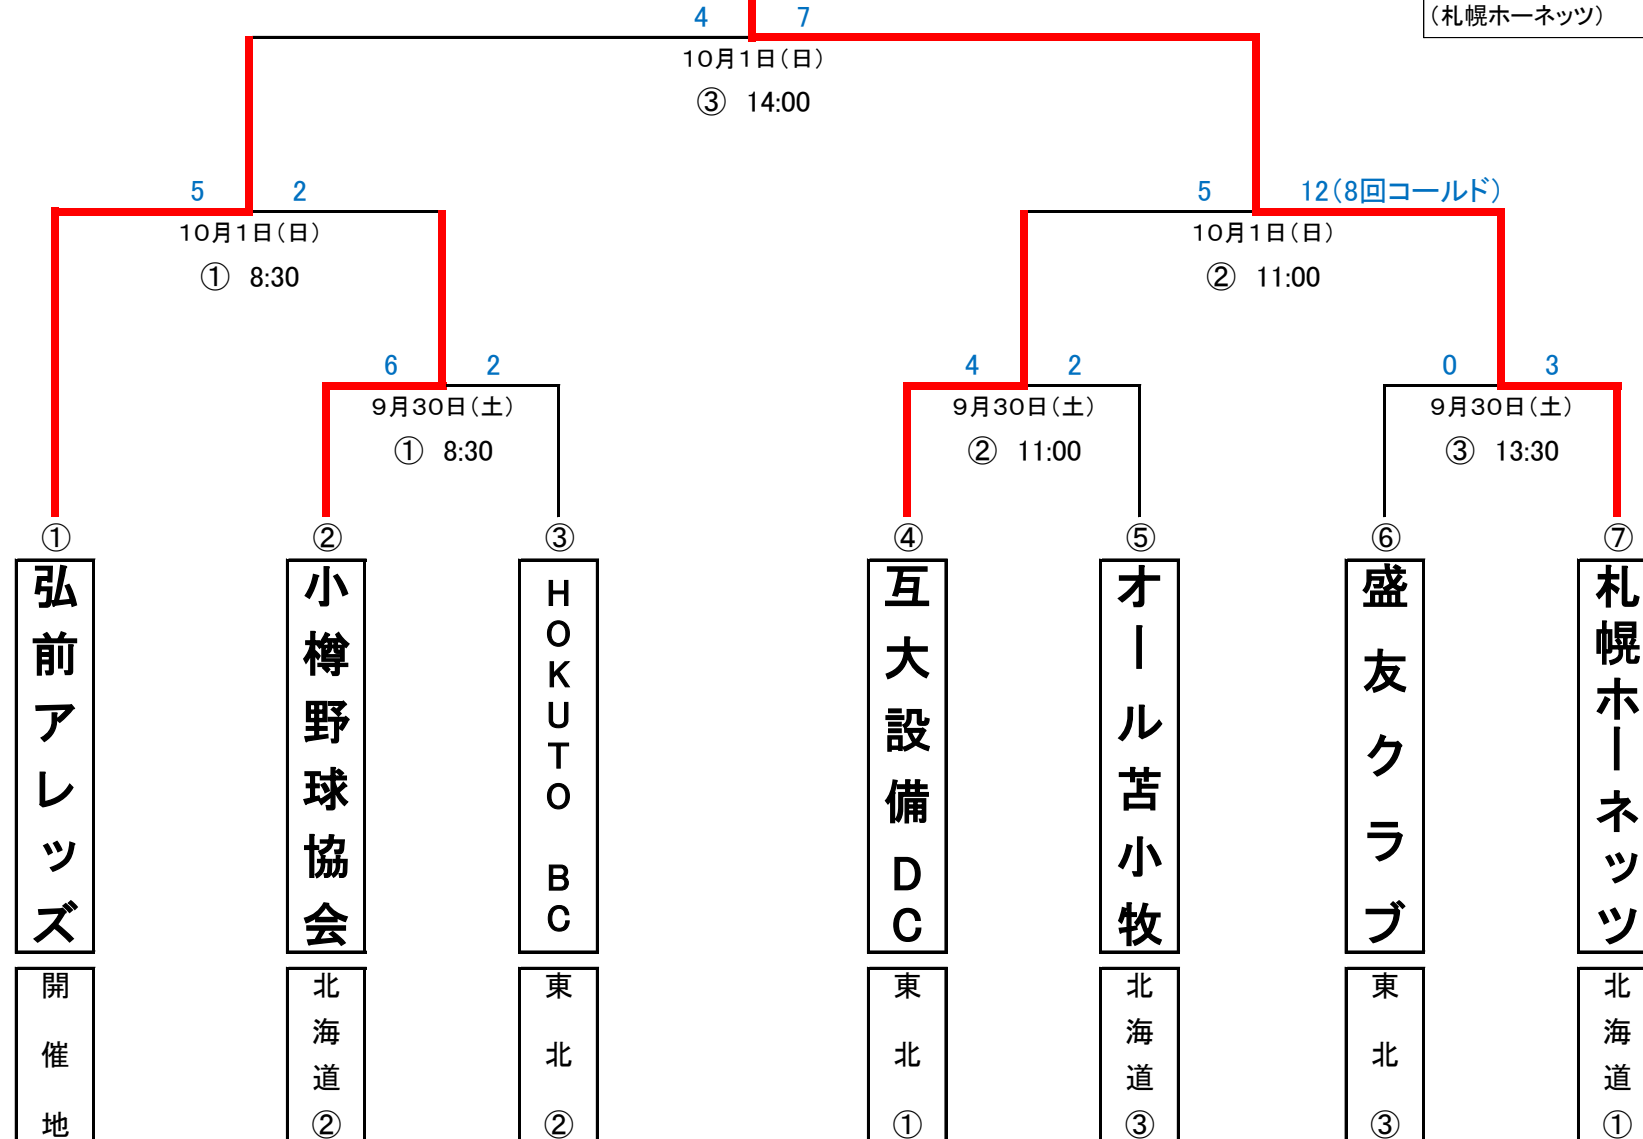 （札幌ホーネッツ）
4 7
10月1日（日）
③ 14:00
5 2
10月1日（日）
① 8:30
5 12（8回コールド）
10月1日（日）
② 11:00
6 2
9月30日（土）
① 8:30
4 2
9月30日（土）
② 11:00
0 3
9月30日（土）
③ 13:30
①
弘前アレッズ
開催地
②
小樽野球協会
北海道②
③
HOKUTO BC
東北②
④
互大設備DC
東北①
⑤
オール苫小牧
北海道③
⑥
盛友クラブ
東北③
⑦
札幌ホーネッツ
北海道①